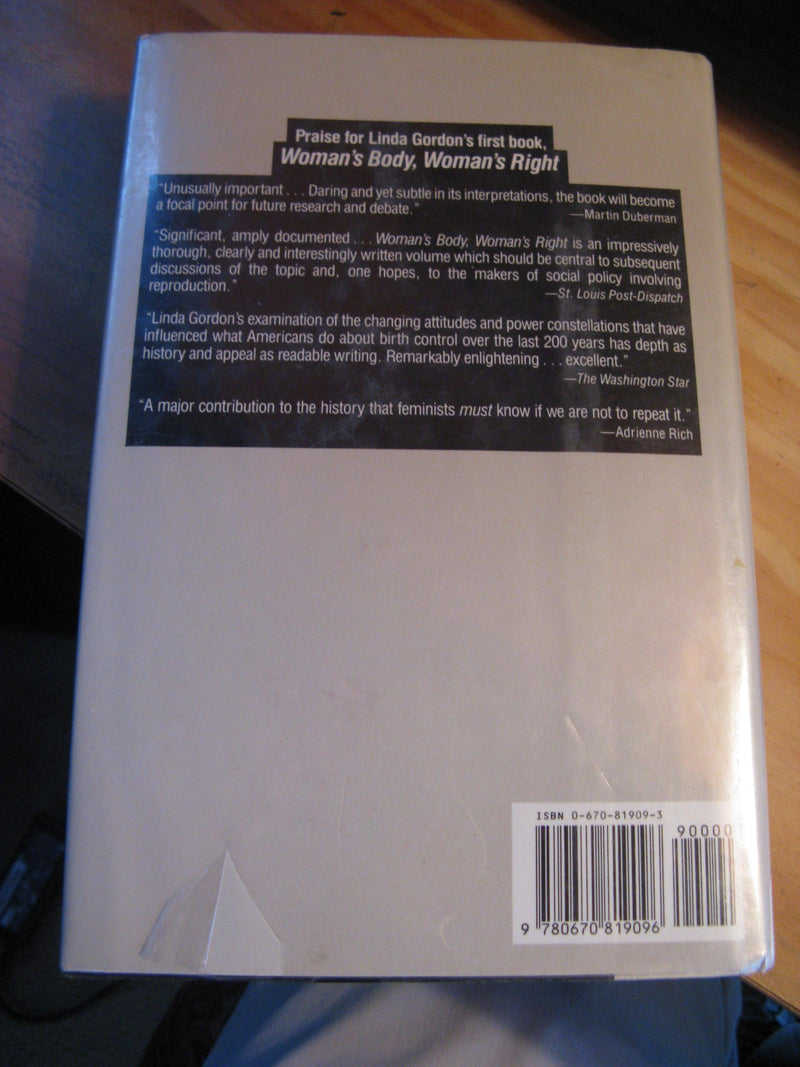 Praise for Linda Gordon's first book,
Woman's Body, Woman's Right
"Unusually important . . . Daring and yet subtle in its interpretations, the book will become
a focal point for future research and debate."
—Martin Duberman
"Significant, amply documented . . . Woman's Body, Woman's Right is an impressively
thorough, clearly and interestingly written volume which should be central to subsequent
discussions of the topic and, one hopes, to the makers of social policy involving
reproduction."
—St. Louis Post-Dispatch
"Linda Gordon's examination of the changing attitudes and power constellations that have
influenced what Americans do about birth control over the last 200 years has depth as
history and appeal as readable writing. Remarkably enlightening . . . excellent."
—The Washington Star
"A major contribution to the history that feminists must know if we are not to repeat it."
—Adrienne Rich
ISBN 0-670-81909-3
90000
9 780670 819096